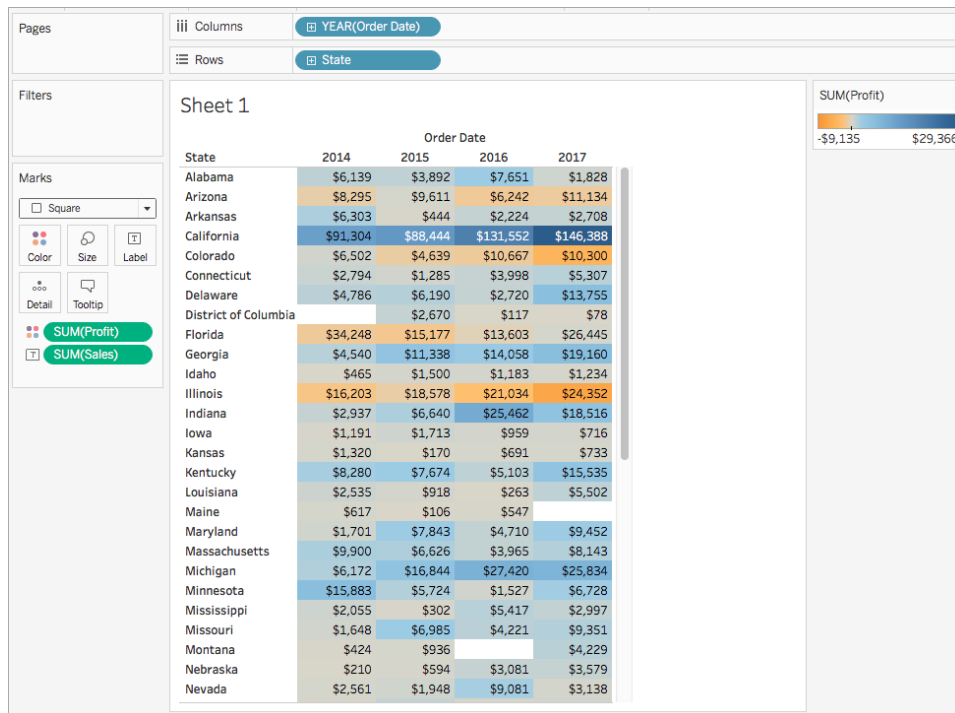 Pages
Columns YEAR(Order Date)
Rows State
Filters
Marks
Square
Color Size Label
Detail Tooltip
SUM(Profit)
SUM(Sales)
Sheet 1
Order Date
State 2014 2015 2016 2017
Alabama $6,139 $3,892 $7,651 $1,828
Arizona $8,295 $9,611 $6,242 $11,134
Arkansas $6,303 $444 $2,224 $2,708
California $91,304 $88,444 $131,552 $146,388
Colorado $6,502 $4,639 $10,667 $10,300
Connecticut $2,794 $1,285 $3,998 $5,307
Delaware $4,786 $6,190 $2,720 $13,755
District of Columbia $2,670 $117 $78
Florida $34,248 $15,177 $13,603 $26,445
Georgia $4,540 $11,338 $14,058 $19,160
Idaho $465 $1,500 $1,183 $1,234
Illinois $16,203 $18,578 $21,034 $24,352
Indiana $2,937 $6,640 $25,462 $18,516
Iowa $1,191 $1,713 $959 $716
Kansas $1,320 $170 $691 $733
Kentucky $8,280 $7,674 $5,103 $15,535
Louisiana $2,535 $918 $263 $5,502
Maine $617 $106 $547
Maryland $1,701 $7,843 $4,710 $9,452
Massachusetts $9,900 $6,626 $3,965 $8,143
Michigan $6,172 $16,844 $27,420 $25,834
Minnesota $15,883 $5,724 $1,527 $6,728
Mississippi $2,055 $302 $5,417 $2,997
Missouri $1,648 $6,985 $4,221 $9,351
Montana $424 $936 $4,229
Nebraska $210 $594 $3,081 $3,579
Nevada $2,561 $1,948 $9,081 $3,138
SUM(Profit)
-$9,135 $29,366